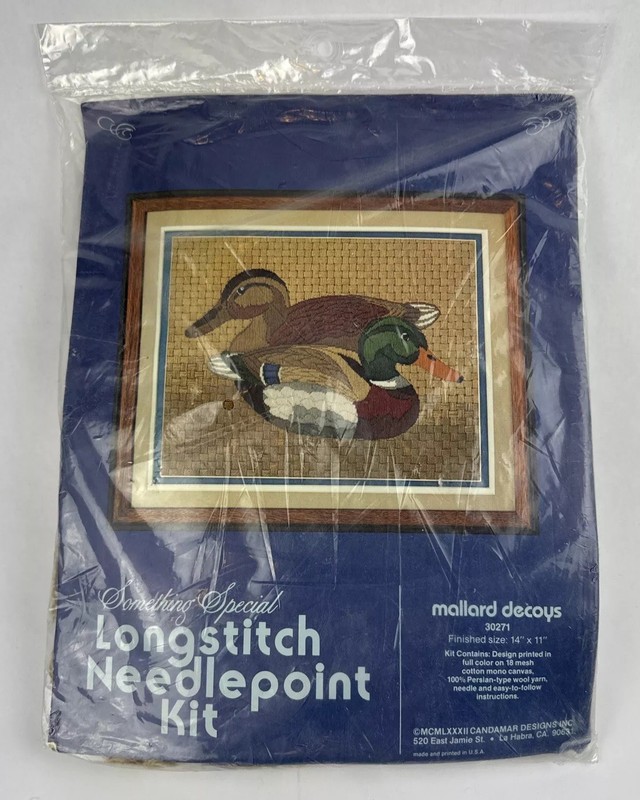 Something Special
Longstitch
Needlepoint
Kit
mallard decoys
30271
Finished size: 14" x 11"
Kit Contains: Design printed in
full color on 18 mesh
cotton mono canvas,
100% Persian-type wool yarn,
needle and easy-to-follow
instructions.
©MCMLXXXII CANDAMAR DESIGNS INC.
520 East Jamie St. • La Habra, CA.
made and printed in U.S.A.